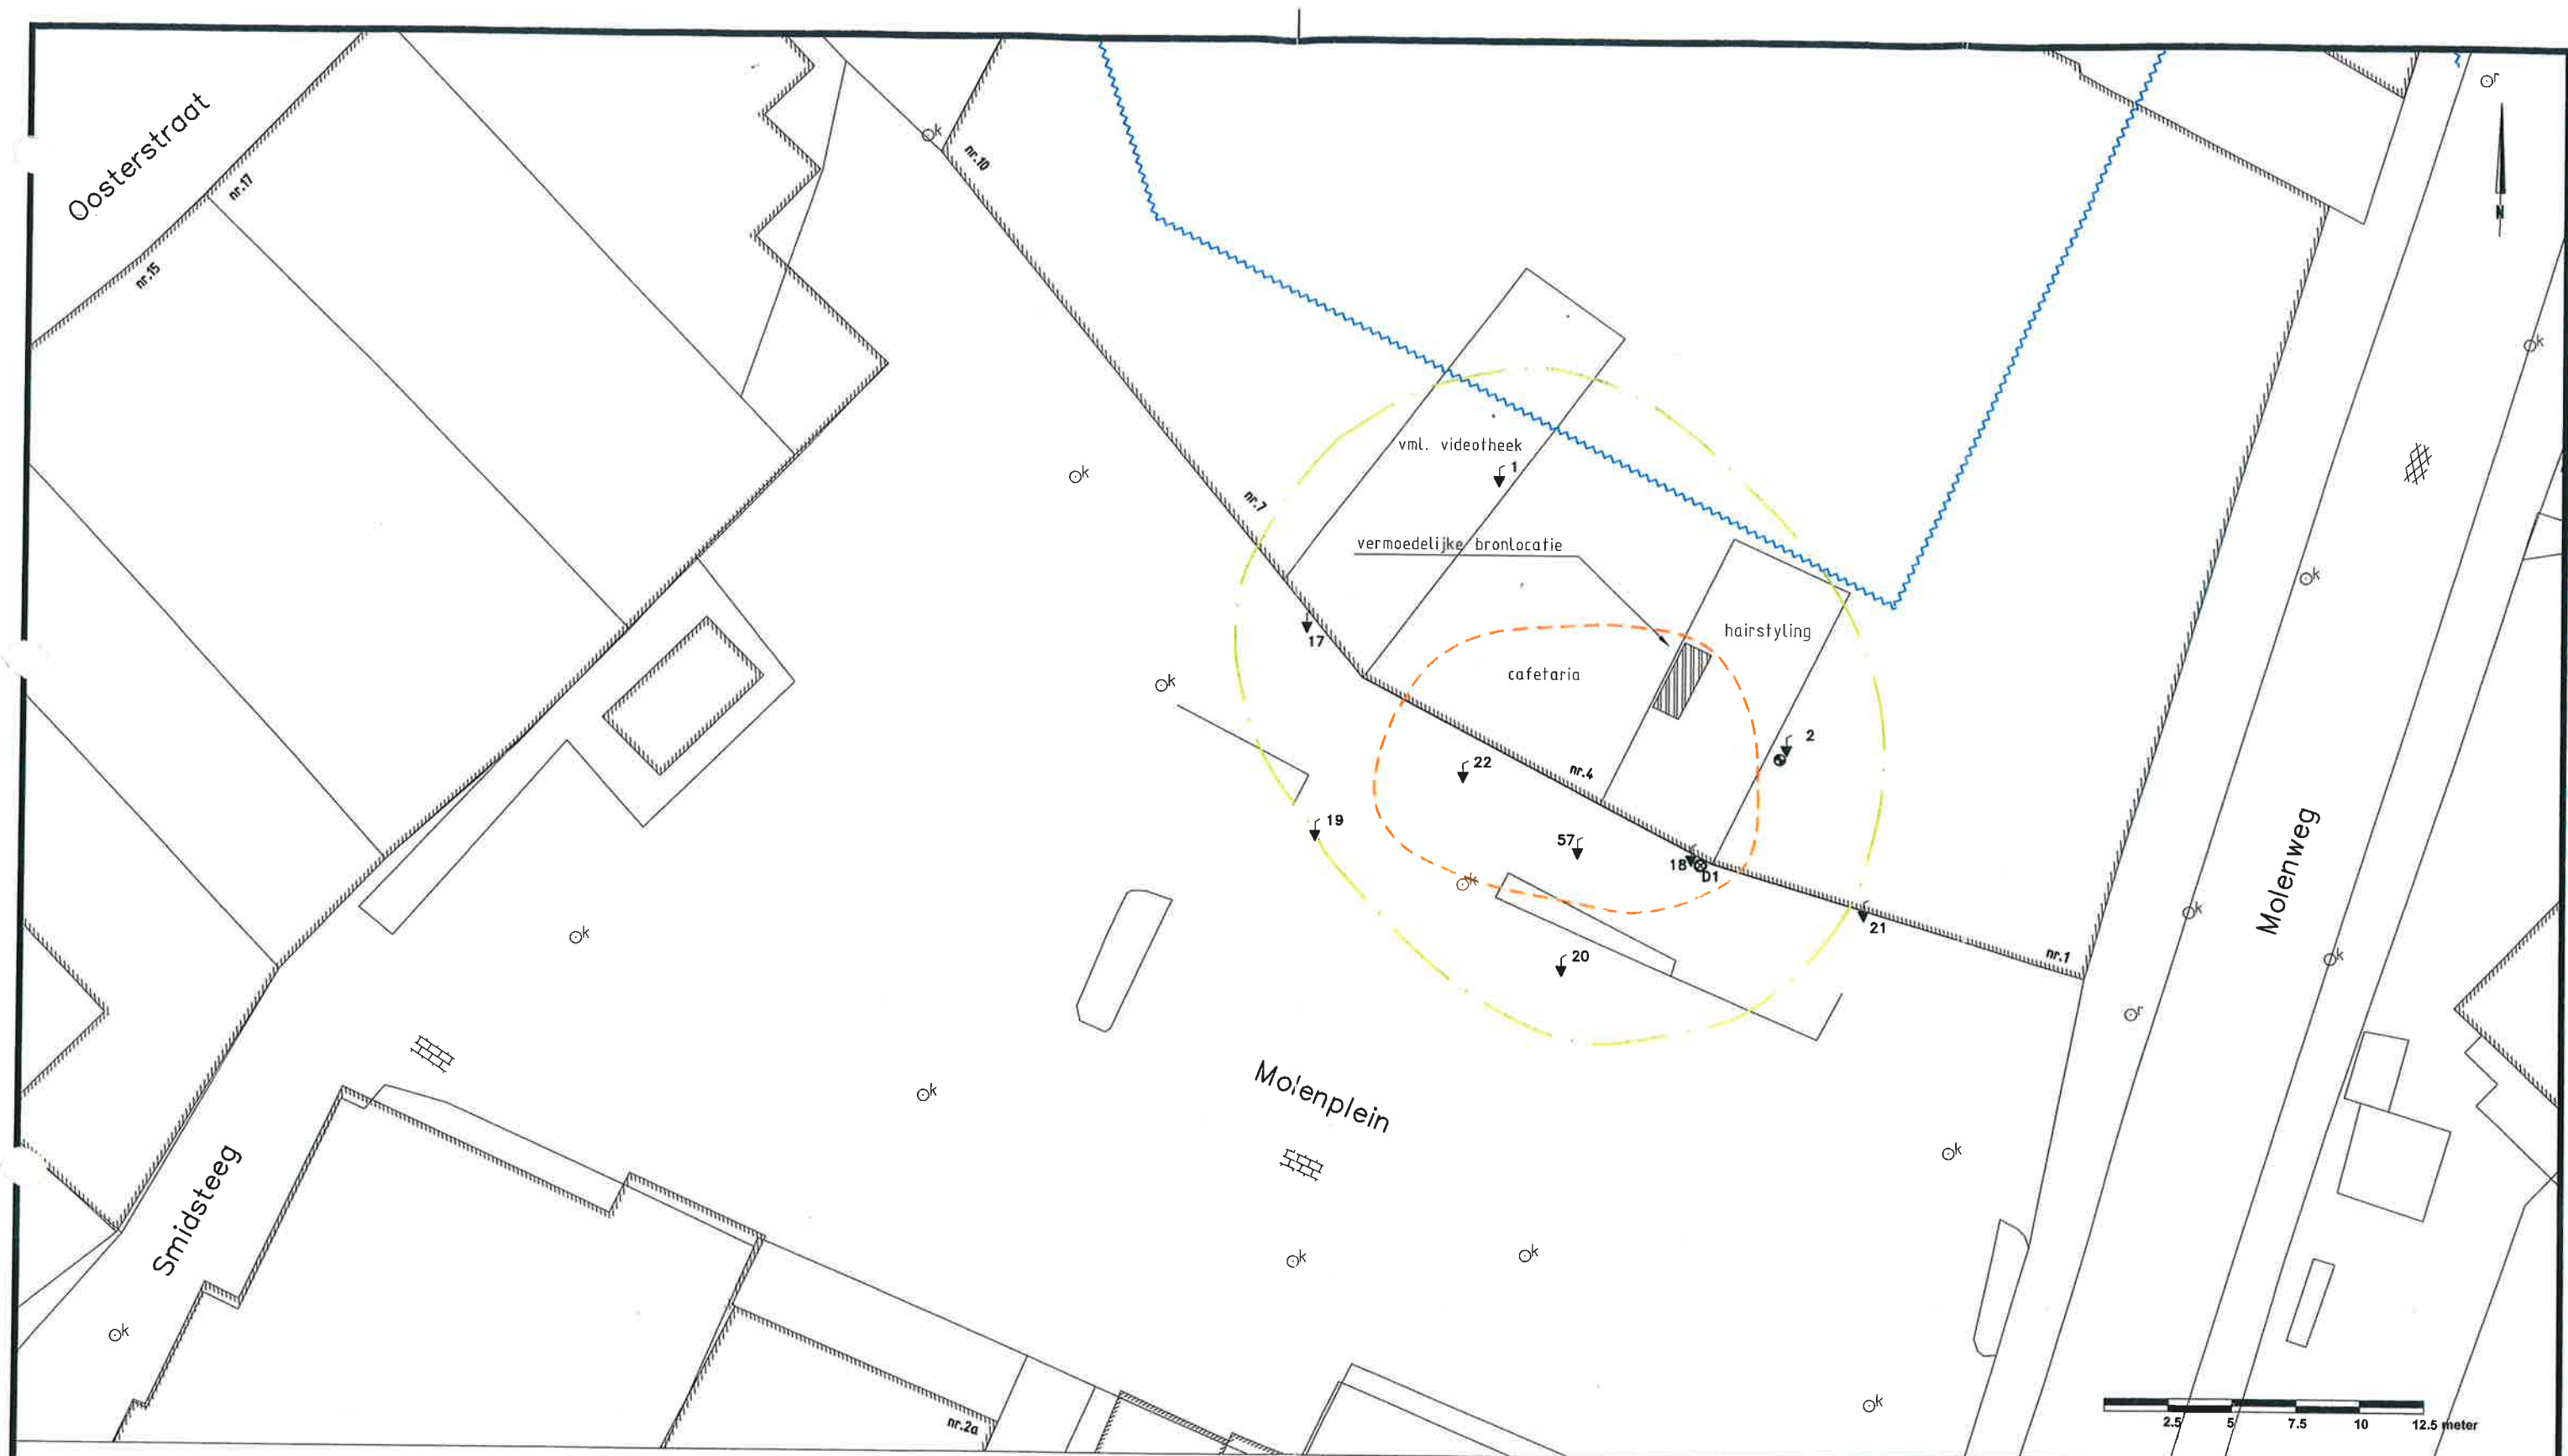 Oosterstraat
nr.17
nr.15
nr.10
k
r
N
k
k
nr.7
vml. videotheek
1
vermoedelijke bronlocatie
k
hairstyling
17
cafetaria
k
2
nr.4
22
19
57
18
D1
k
k
21
Molenweg
k
k
nr.1
20
r
Molenplein
k
k
Smidsteeg
k
k
k
k
nr.2a
2.5
5
7.5
10
12.5 meter